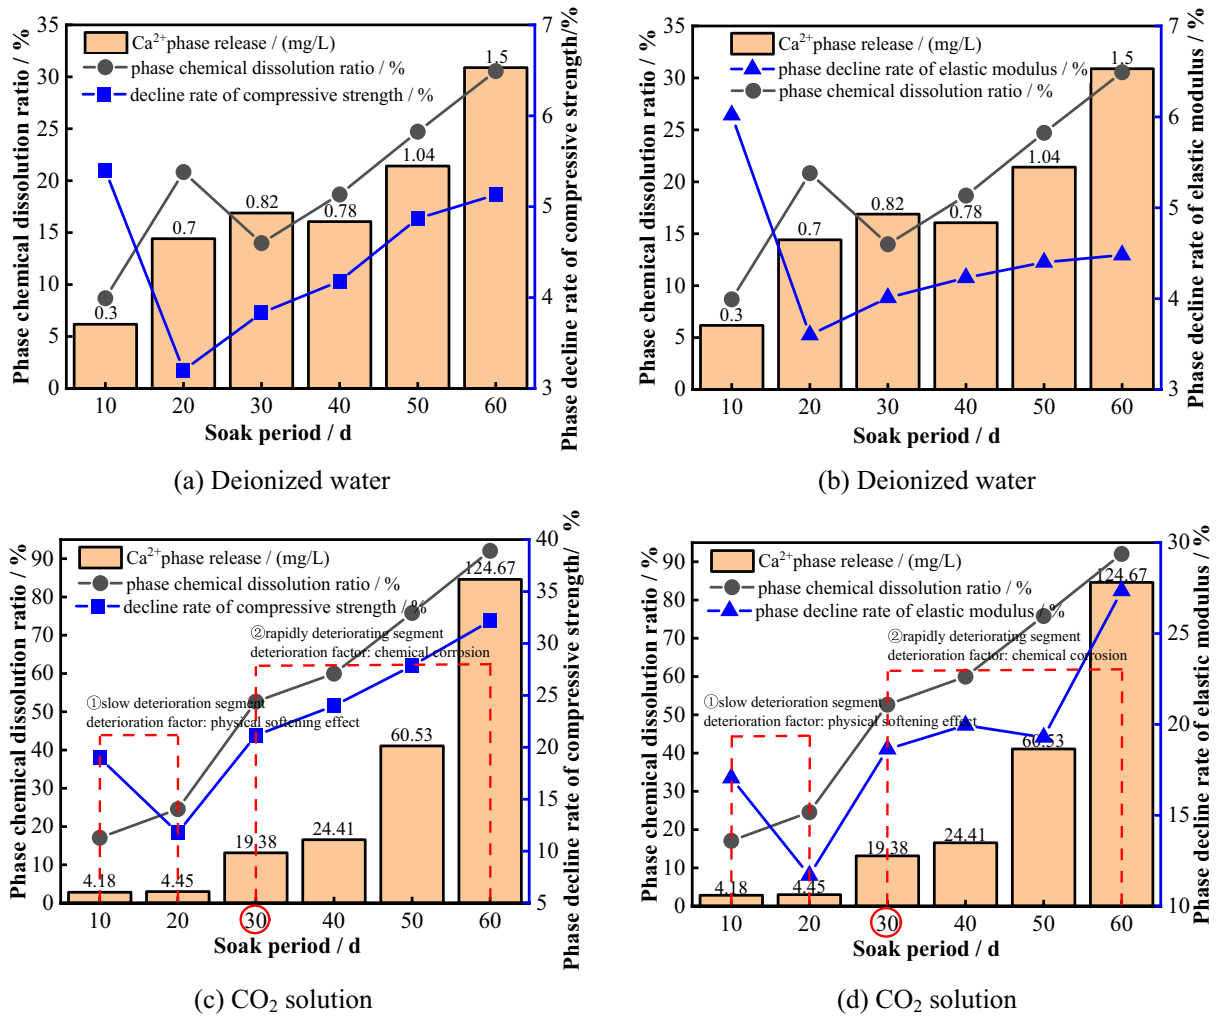 Phase chemical dissolution ratio / %
35
30
25
20
15
10
5
0
Ca²⁺phase release / (mg/L)
phase chemical dissolution ratio / %
decline rate of compressive strength / %
0.3
0.7
0.82
0.78
1.04
1.5
7
6
5
4
3
Phase decline rate of compressive strength/%
10 20 30 40 50 60
Soak period / d
(a) Deionized water
Phase chemical dissolution ratio / %
35
30
25
20
15
10
5
0
Ca²⁺phase release / (mg/L)
phase decline rate of elastic modulus / %
phase chemical dissolution ratio / %
0.3
0.7
0.82
0.78
1.04
1.5
7
6
5
4
3
Phase decline rate of elastic modulus / %
10 20 30 40 50 60
Soak period / d
(b) Deionized water
Phase chemical dissolution ratio / %
90
80
70
60
50
40
30
20
10
0
Ca²⁺phase release / (mg/L)
phase chemical dissolution ratio / %
decline rate of compressive strength / %
②rapidly deteriorating segment
deterioration factor: chemical corrosion
①slow deterioration segment
deterioration factor: physical softening effect
4.18
4.45
19.38
24.41
60.53
124.67
40
35
30
25
20
15
10
5
Phase decline rate of compressive strength/ %
10 20 30 40 50 60
Soak period / d
(c) CO₂ solution
Phase chemical dissolution ratio / %
90
80
70
60
50
40
30
20
10
0
Ca²⁺phase release / (mg/L)
phase chemical dissolution ratio / %
phase decline rate of elastic modulus / %
②rapidly deteriorating segment
deterioration factor: chemical corrosion
①slow deterioration segment
deterioration factor: physical softening effect
4.18
4.45
19.38
24.41
60.53
124.67
30
25
20
15
10
Phase decline rate of elastic modulus / %
10 20 30 40 50 60
Soak period / d
(d) CO₂ solution